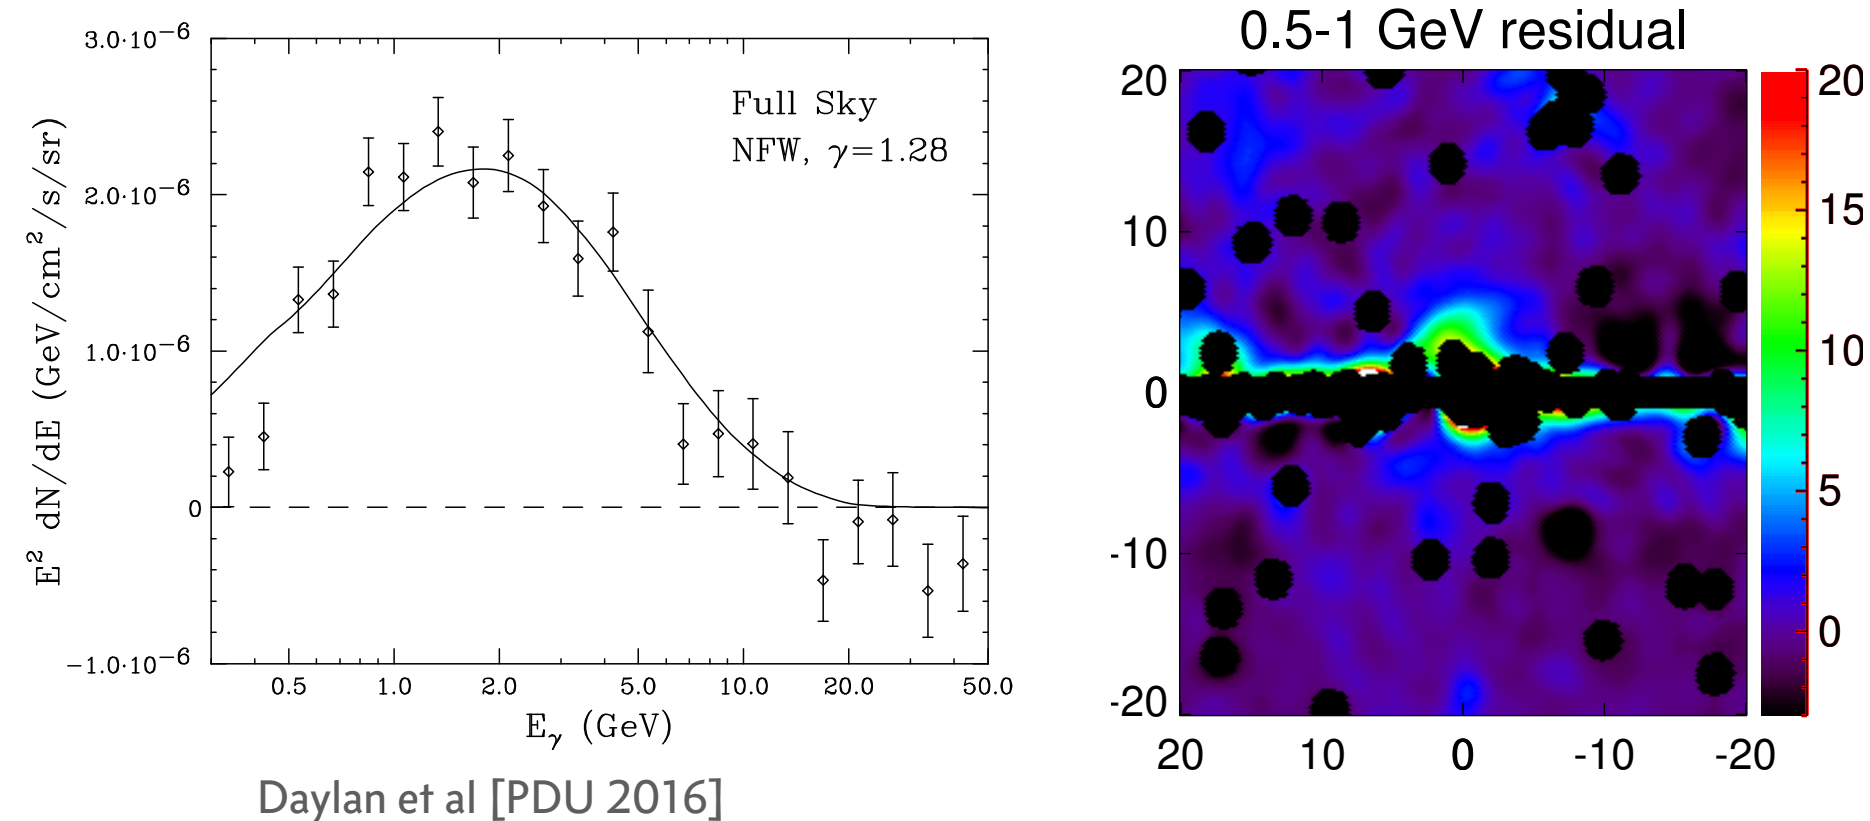 3.0·10⁻⁶
2.0·10⁻⁶
1.0·10⁻⁶
0
−1.0·10⁻⁶
E² dN/dE (GeV/cm²/s/sr)
Full Sky
NFW, γ=1.28
0.5 1.0 2.0 5.0 10.0 20.0 50.0
Eγ (GeV)
Daylan et al [PDU 2016]
0.5-1 GeV residual
20
10
0
-10
-20
20 10 0 -10 -20
20
15
10
5
0